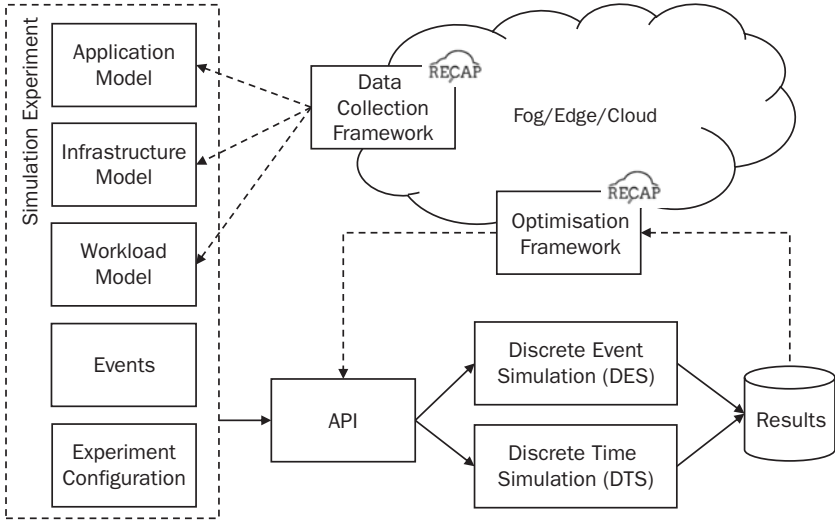 Simulation Experiment
Application
Model
Infrastructure
Model
Workload
Model
Events
Experiment
Configuration
Data
Collection
Framework
RECAP
Fog/Edge/Cloud
RECAP
Optimisation
Framework
API
Discrete Event
Simulation (DES)
Discrete Time
Simulation (DTS)
Results